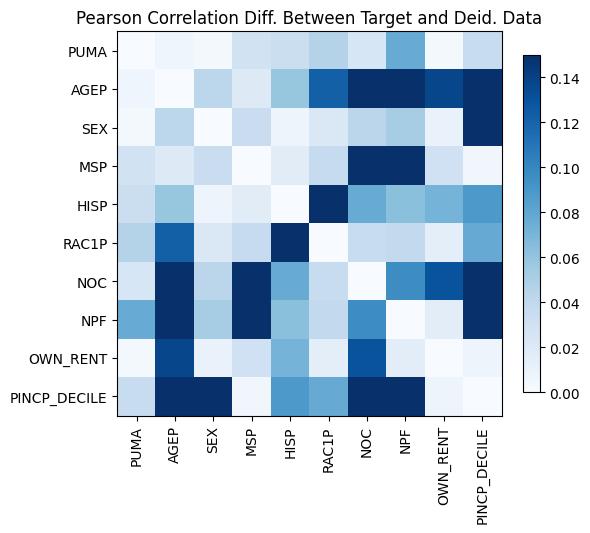 Pearson Correlation Diff. Between Target and Deid. Data
PUMA
AGEP
SEX
MSP
HISP
RAC1P
NOC
NPF
OWN_RENT
PINCP_DECILE
PUMA
AGEP
SEX
MSP
HISP
RAC1P
NOC
NPF
OWN_RENT
PINCP_DECILE
0.14
0.12
0.10
0.08
0.06
0.04
0.02
0.00